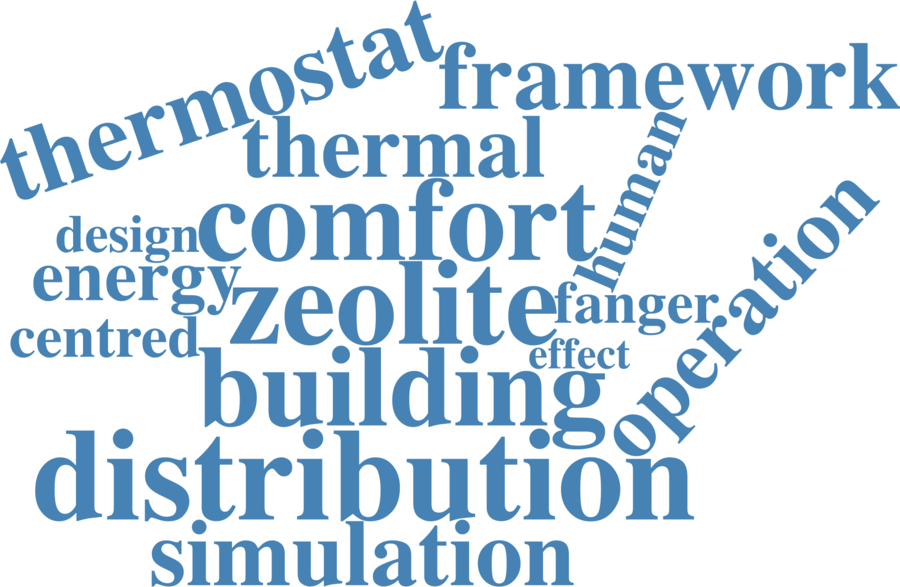 thermostat
framework
thermal
human
comfort
design
operation
energy
zeolite
fanger
centred
effect
building
distribution
simulation